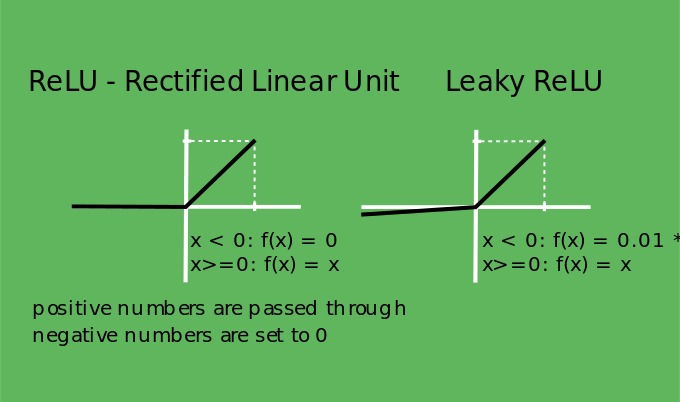 ReLU - Rectified Linear Unit
Leaky ReLU
x < 0: f(x) = 0
x>=0: f(x) = x
x < 0: f(x) = 0.01 *
x>=0: f(x) = x
positive numbers are passed through
negative numbers are set to 0